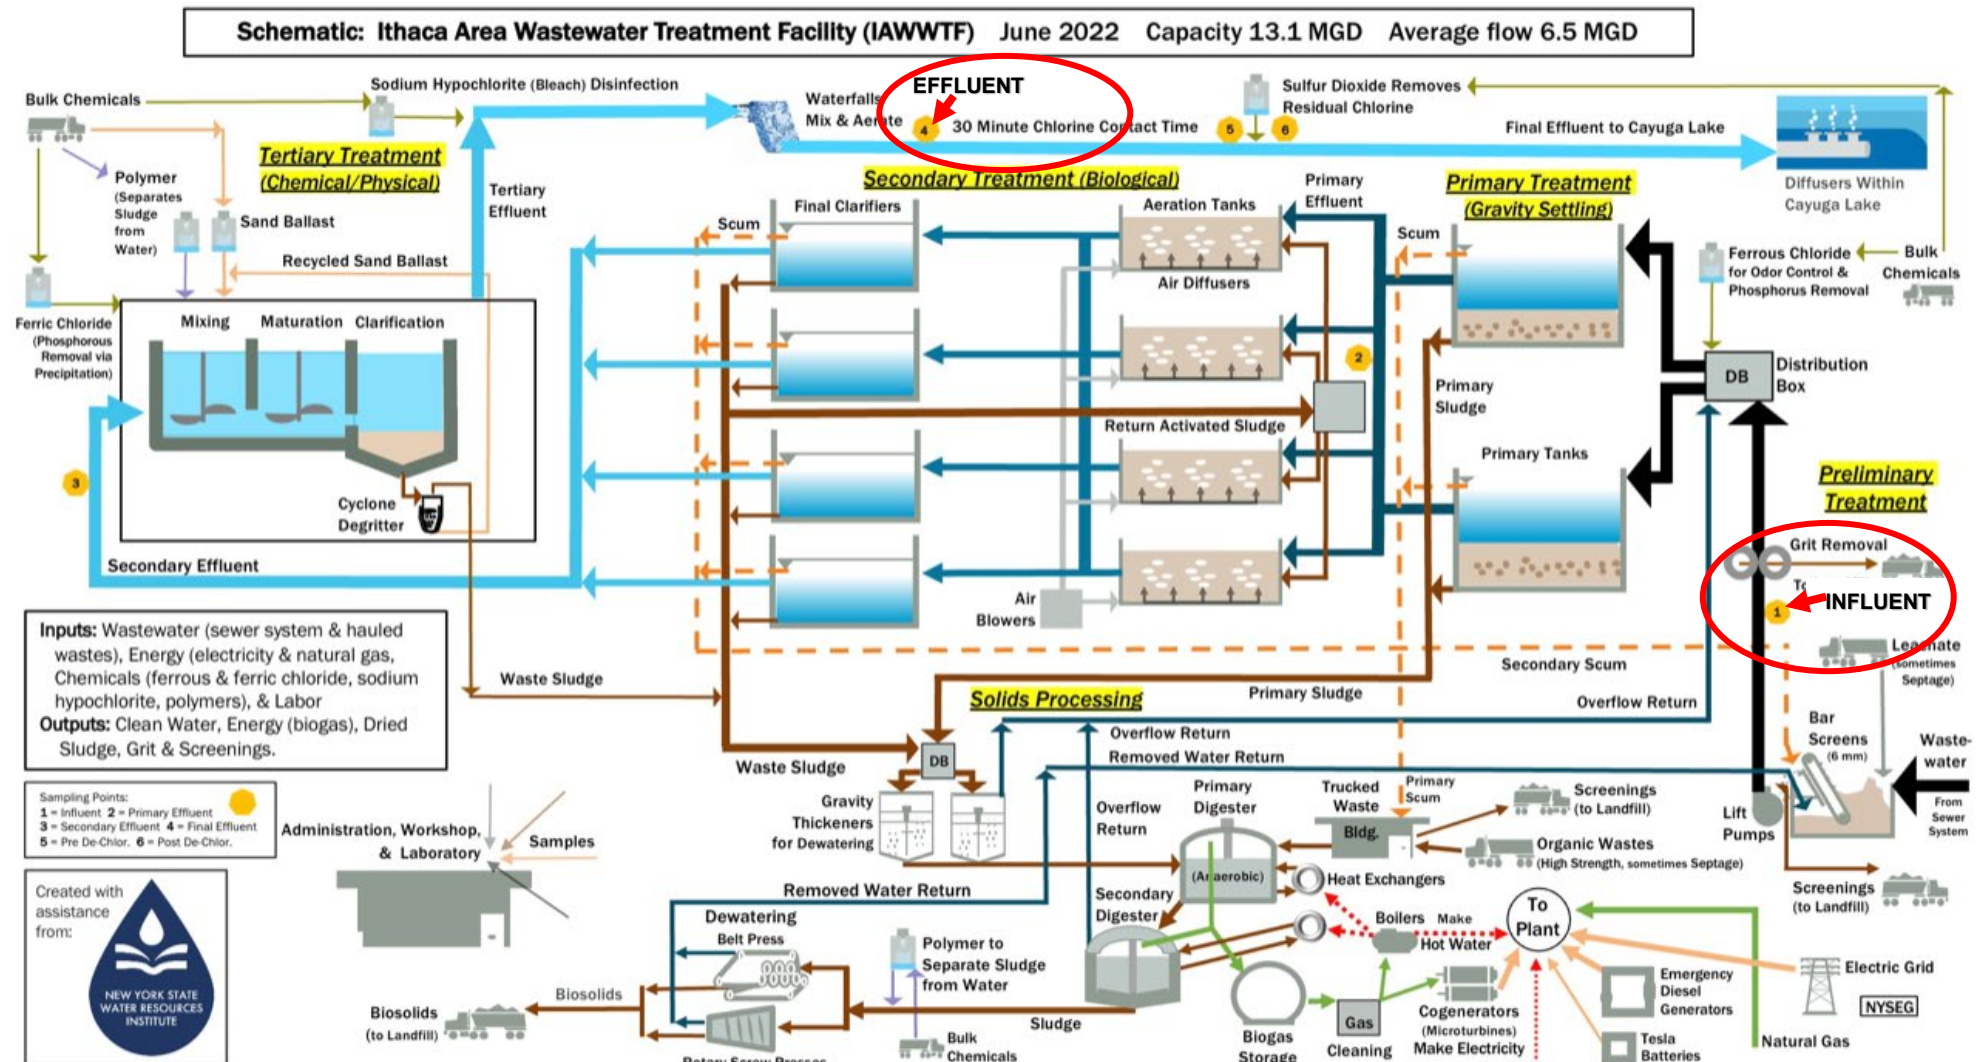 Schematic: Ithaca Area Wastewater Treatment Facility (IAWWTF) June 2022 Capacity 13.1 MGD Average flow 6.5 MGD
Bulk Chemicals
Sodium Hypochlorite (Bleach) Disinfection
Waterfalls
Mix & Aerate
EFFLUENT
4
30 Minute Chlorine Contact Time
5
6
Sulfur Dioxide Removes
Residual Chlorine
Final Effluent to Cayuga Lake
Diffusers Within
Cayuga Lake
Tertiary Treatment
(Chemical/Physical)
Polymer
(Separates
Sludge
from
Water)
Sand Ballast
Recycled Sand Ballast
Tertiary
Effluent
Ferric Chloride
(Phosphorous
Removal via
Precipitation)
Mixing
Maturation
Clarification
Cyclone
Degritter
3
Secondary Effluent
Secondary Treatment (Biological)
Final Clarifiers
Scum
Aeration Tanks
Air Diffusers
Return Activated Sludge
Air
Blowers
Primary
Effluent
2
Primary Treatment
(Gravity Settling)
Scum
Primary
Sludge
Primary Tanks
Ferrous Chloride
for Odor Control &
Phosphorus Removal
Bulk
Chemicals
DB
Distribution
Box
Preliminary
Treatment
Grit Removal
1
INFLUENT
Leachate
(sometimes
Septage)
Secondary Scum
Overflow Return
Bar
Screens
(6 mm)
Waste-
water
From
Sewer
System
Lift
Pumps
Screenings
(to Landfill)
Inputs: Wastewater (sewer system & hauled
wastes), Energy (electricity & natural gas,
Chemicals (ferrous & ferric chloride, sodium
hypochlorite, polymers), & Labor
Outputs: Clean Water, Energy (biogas), Dried
Sludge, Grit & Screenings.
Sampling Points:
1 = Influent 2 = Primary Effluent
3 = Secondary Effluent 4 = Final Effluent
5 = Pre De-Chlor. 6 = Post De-Chlor.
Created with
assistance
from:
NEW YORK STATE
WATER RESOURCES
INSTITUTE
Administration, Workshop,
& Laboratory
Samples
Waste Sludge
Solids Processing
Primary Sludge
Waste Sludge
DB
Gravity
Thickeners
for Dewatering
Overflow Return
Removed Water Return
Overflow
Return
Primary
Digester
(Anaerobic)
Secondary
Digester
Trucked
Waste
Bldg.
Primary
Scum
Screenings
(to Landfill)
Organic Wastes
(High Strength, sometimes Septage)
Heat Exchangers
Boilers Make
Hot Water
To
Plant
Removed Water Return
Dewatering
Belt Press
Biosolids
Biosolids
(to Landfill)
Rotary Screw Presses
Polymer to
Separate Sludge
from Water
Bulk
Chemicals
Sludge
Biogas
Storage
Gas
Cleaning
Cogenerators
(Microturbines)
Make Electricity
Emergency
Diesel
Generators
Tesla
Batteries
Electric Grid
NYSEG
Natural Gas